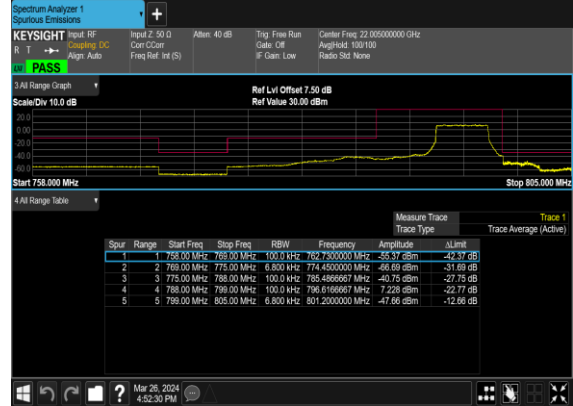 Spectrum Analyzer 1
Spurious Emissions
KEYSIGHT Input: RF
R T Coupling: DC
Align: Auto
Input Z: 50 Ω
Corr CCorr
Freq Ref: Int (S)
Atten: 40 dB
Trig: Free Run
Gate: Off
IF Gain: Low
Center Freq: 22.005000000 GHz
Avg|Hold: 100/100
Radio Std: None
PASS
3.All Range Graph
Scale/Div 10.0 dB
Ref Lvl Offset 7.50 dB
Ref Value 30.00 dBm
20.0
0.00
-20.0
-40.0
-60.0
Start 758.000 MHz
Stop 805.000 MHz
4.All Range Table
Measure Trace Trace 1
Trace Type Trace Average (Active)
Spur Range Start Freq Stop Freq RBW Frequency Amplitude ΔLimit
1 1 758.00 MHz 769.00 MHz 100.0 kHz 762.7300000 MHz -55.37 dBm -42.37 dB
2 2 769.00 MHz 775.00 MHz 6.800 kHz 774.4500000 MHz -66.69 dBm -31.69 dB
3 3 775.00 MHz 788.00 MHz 100.0 kHz 785.4866667 MHz -40.75 dBm -27.75 dB
4 4 788.00 MHz 799.00 MHz 100.0 kHz 796.6166667 MHz 7.228 dBm -22.77 dB
5 5 799.00 MHz 805.00 MHz 6.800 kHz 801.2000000 MHz -47.66 dBm -12.66 dB
?
Mar 26, 2024
4:52:30 PM